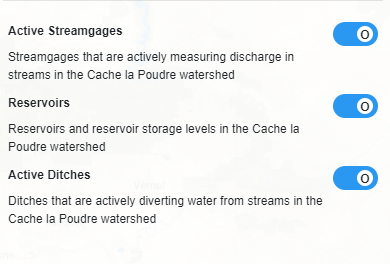 Active Streamgages
Streamgages that are actively measuring discharge in
streams in the Cache la Poudre watershed
Reservoirs
Reservoirs and reservoir storage levels in the Cache la
Poudre watershed
Active Ditches
Ditches that are actively diverting water from streams in the
Cache la Poudre watershed